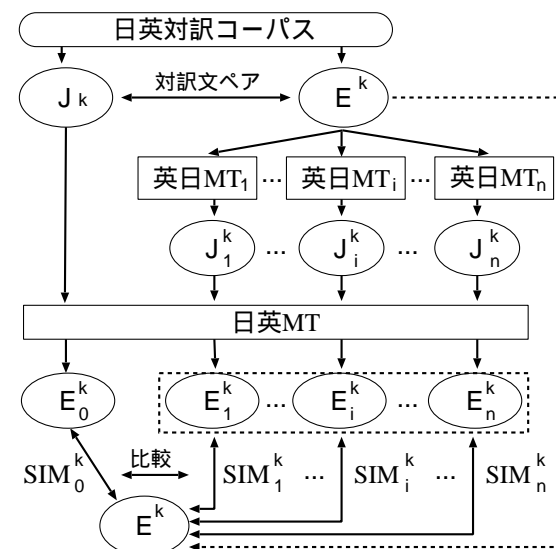 日英対訳コーパス
J k 対訳文ペア E k
英日MT1 ... 英日MTi ... 英日MTn
J k 1 ... J k i ... J k n
日英MT
E k 0 E k 1 ... E k i ... E k n
SIM k 0 比較 SIM k 1 ... SIM k i ... SIM k n
E k